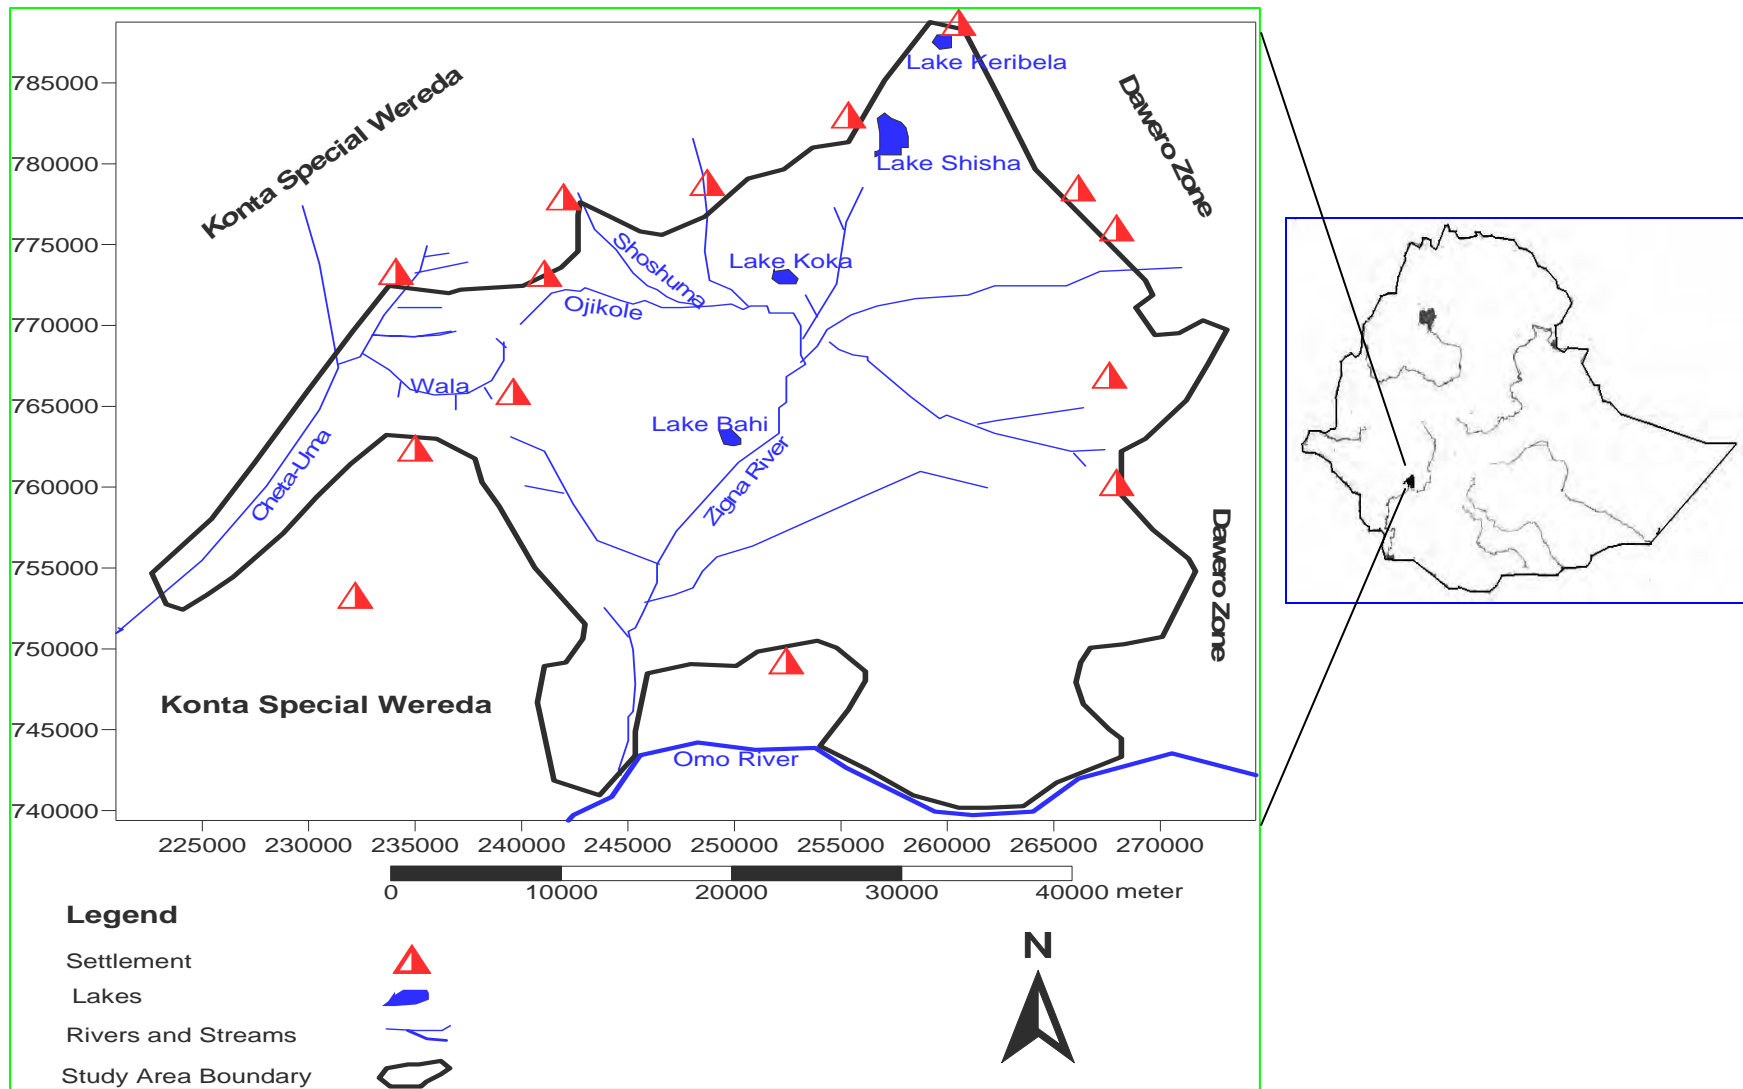 785000
780000
775000
770000
765000
760000
755000
750000
745000
740000
Konta Special Wereda
Lake Keribela
Dawero Zone
Lake Shisha
Shoshuma
Lake Koka
Ojikole
Wala
Lake Bahi
Cheta-Uma
Zigna River
Dawero Zone
Konta Special Wereda
Omo River
225000 230000 235000 240000 245000 250000 255000 260000 265000 270000
0 10000 20000 30000 40000 meter
Legend
Settlement
Lakes
Rivers and Streams
Study Area Boundary
N